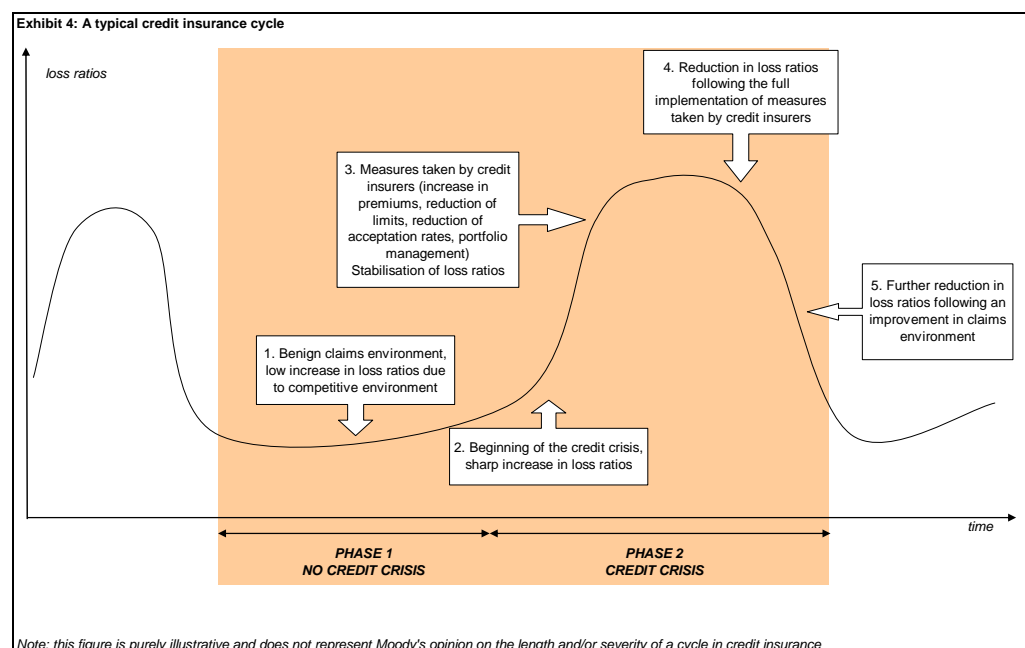 Exhibit 4: A typical credit insurance cycle
loss ratios
4. Reduction in loss ratios
following the full
implementation of measures
taken by credit insurers
3. Measures taken by credit
insurers (increase in
premiums, reduction of
limits, reduction of
acceptation rates, portfolio
management)
Stabilisation of loss ratios
5. Further reduction in
loss ratios following an
improvement in claims
environment
1. Benign claims environment,
low increase in loss ratios due
to competitive environment
2. Beginning of the credit crisis,
sharp increase in loss ratios
time
PHASE 1
NO CREDIT CRISIS
PHASE 2
CREDIT CRISIS
Note: this figure is purely illustrative and does not represent Moody's opinion on the length and/or severity of a cycle in credit insurance